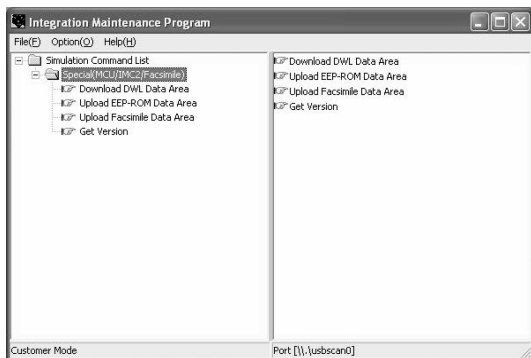 Integration Maintenance Program
File(F) Option(O) Help(H)
Simulation Command List
Special(MCU/IMC2/Facsimile)
Download DWL Data Area
Upload EEP-ROM Data Area
Upload Facsimile Data Area
Get Version
Download DWL Data Area
Upload EEP-ROM Data Area
Upload Facsimile Data Area
Get Version
Customer Mode
Port [\\.\usbscan0]